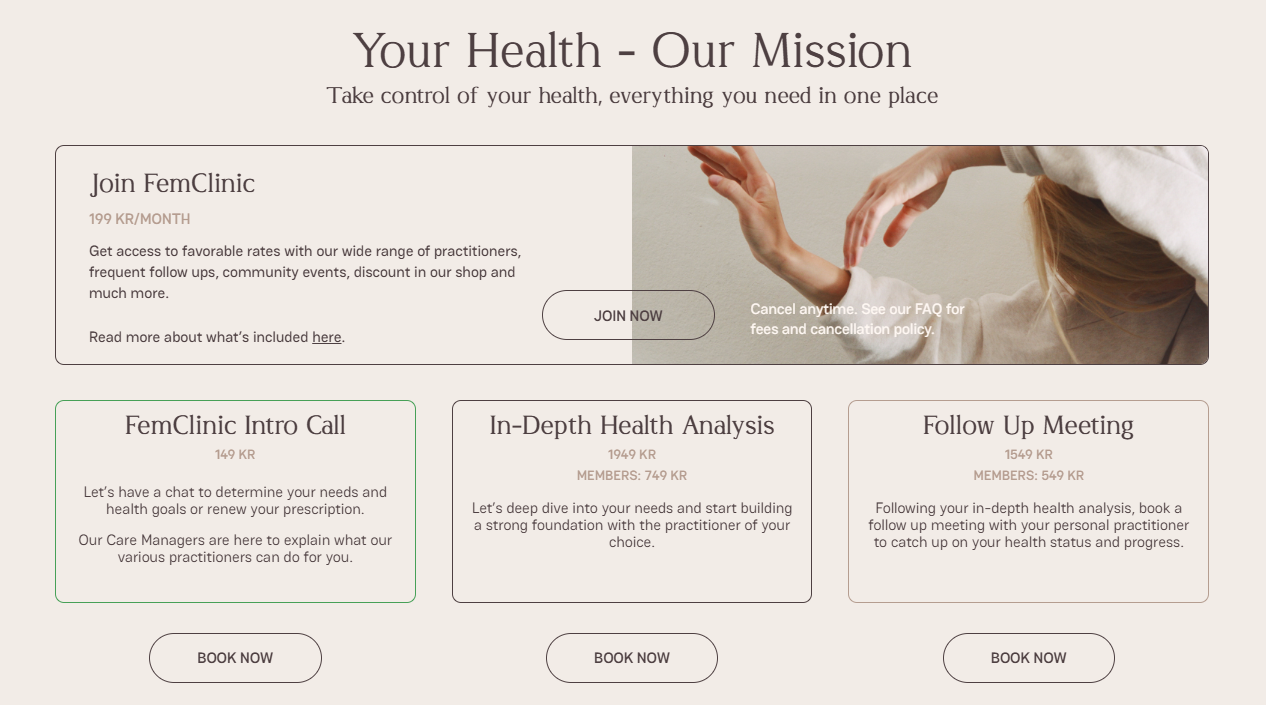 Your Health - Our Mission
Take control of your health, everything you need in one place
Join FemClinic
199 KR/MONTH
Get access to favorable rates with our wide range of practitioners,
frequent follow ups, community events, discount in our shop and
much more.
Read more about what's included here.
JOIN NOW
Cancel anytime. See our FAQ for
fees and cancellation policy.
FemClinic Intro Call
149 KR
Let's have a chat to determine your needs and
health goals or renew your prescription.
Our Care Managers are here to explain what our
various practitioners can do for you.
In-Depth Health Analysis
1949 KR
MEMBERS: 749 KR
Let's deep dive into your needs and start building
a strong foundation with the practitioner of your
choice.
Follow Up Meeting
1549 KR
MEMBERS: 549 KR
Following your in-depth health analysis, book a
follow up meeting with your personal practitioner
to catch up on your health status and progress.
BOOK NOW
BOOK NOW
BOOK NOW